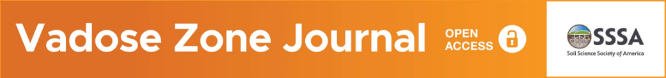 Vadose Zone Journal
OPEN
ACCESS
SSSA
Soil Science Society of America